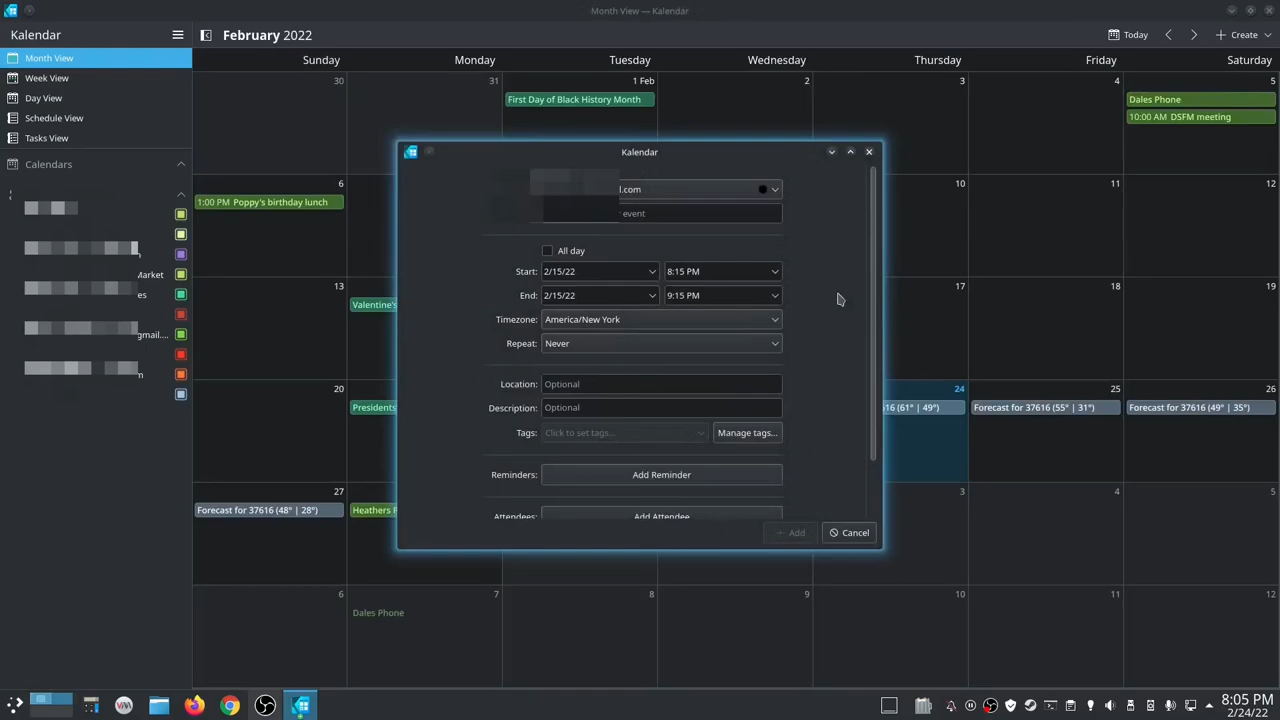 Month View — Kalendar
Kalendar
February 2022
Today
Create
Month View
Week View
Day View
Schedule View
Tasks View
Calendars
Market
es
gmail....
m
Sunday
Monday
Tuesday
Wednesday
Thursday
Friday
Saturday
30
31
1 Feb
2
3
4
5
First Day of Black History Month
Dales Phone
10:00 AM DSFM meeting
6
10
11
12
1:00 PM Poppy's birthday lunch
13
17
18
19
Valentine's
20
24
25
26
Presidents
616 (61° | 49°)
Forecast for 37616 (55° | 31°)
Forecast for 37616 (49° | 35°)
27
3
4
5
Forecast for 37616 (48° | 28°)
Heathers P
6
7
8
9
10
11
12
Dales Phone
Kalendar
l.com
event
All day
Start: 2/15/22 8:15 PM
End: 2/15/22 9:15 PM
Timezone: America/New York
Repeat: Never
Location: Optional
Description: Optional
Tags: Click to set tags... Manage tags...
Reminders: Add Reminder
Attendees: Add Attendee
+ Add
Cancel
8:05 PM
2/24/22